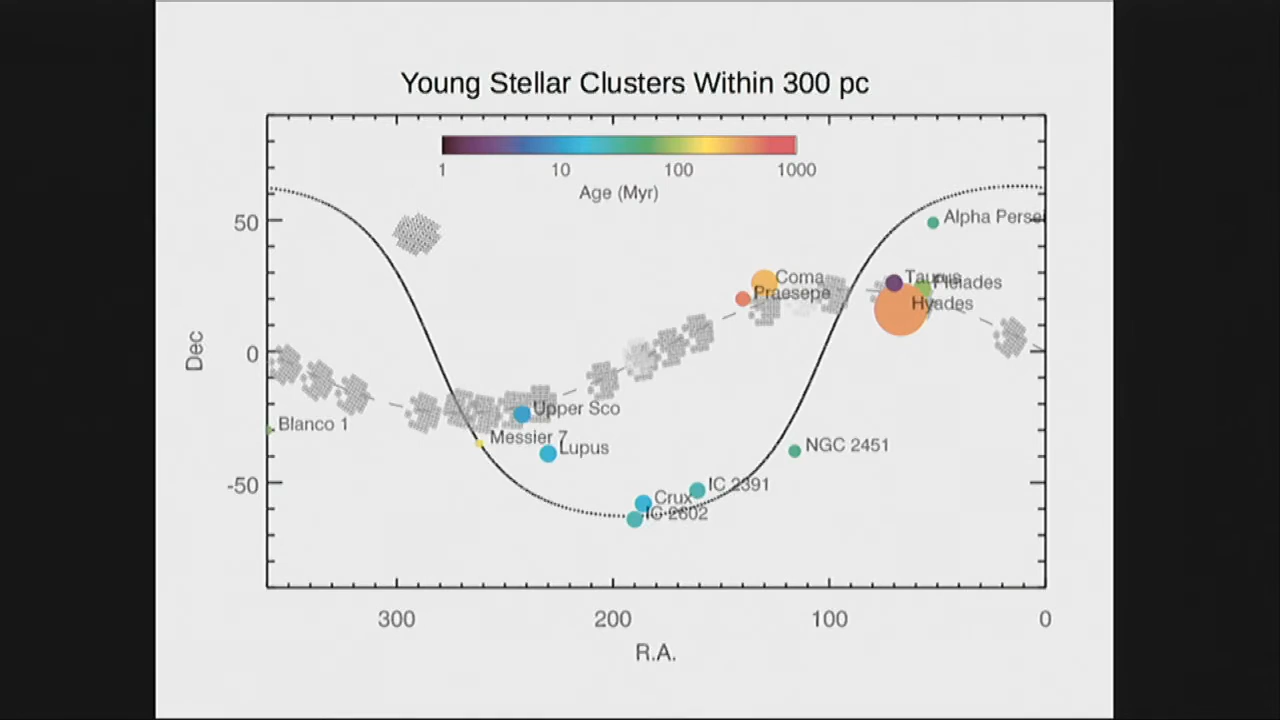 Young Stellar Clusters Within 300 pc
1 10 100 1000
Age (Myr)
50
0
-50
Dec
Alpha Persei
Coma
Praesepe
Taurus
Pleiades
Hyades
Upper Sco
Blanco 1
Messier 7
Lupus
NGC 2451
IC 2391
Crux
IC 2602
300 200 100 0
R.A.